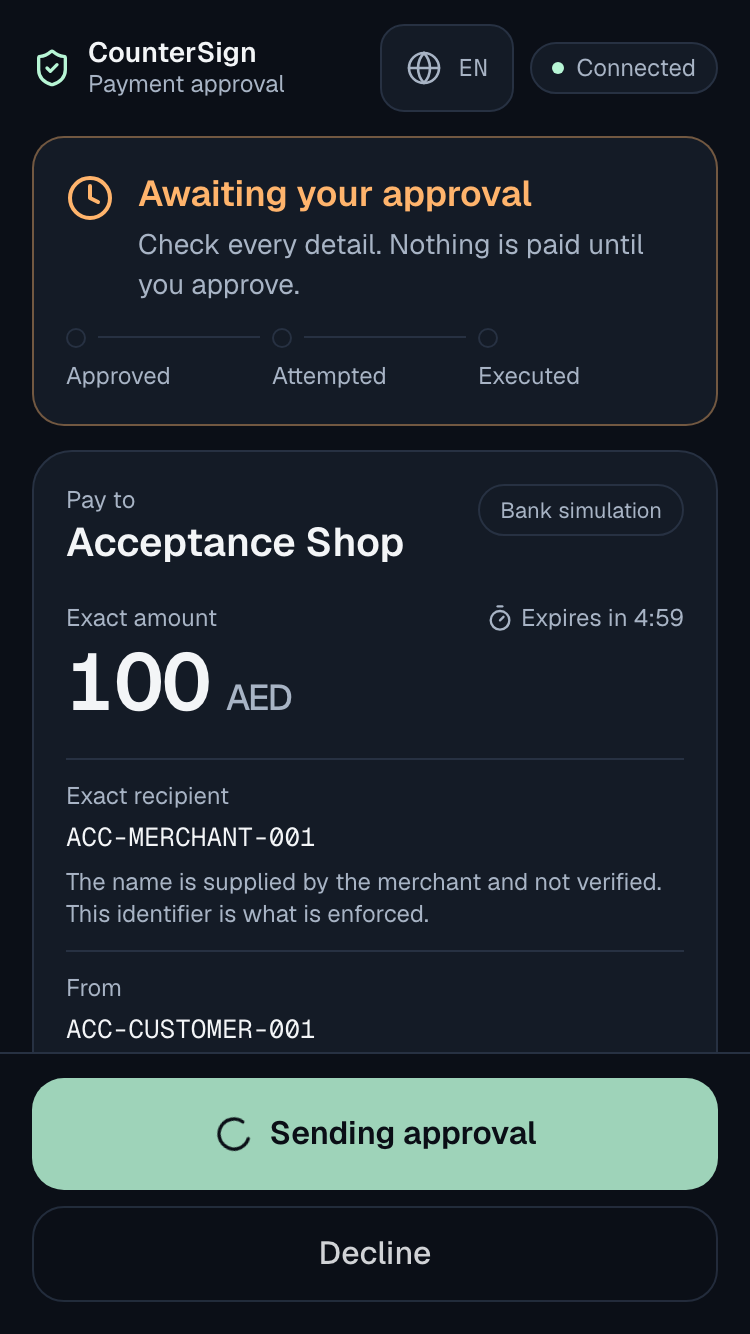 CounterSign
Payment approval
EN
Connected
Awaiting your approval
Check every detail. Nothing is paid until
you approve.
Approved
Attempted
Executed
Pay to
Bank simulation
Acceptance Shop
Exact amount
Expires in 4:59
100 AED
Exact recipient
ACC-MERCHANT-001
The name is supplied by the merchant and not verified.
This identifier is what is enforced.
From
ACC-CUSTOMER-001
Sending approval
Decline